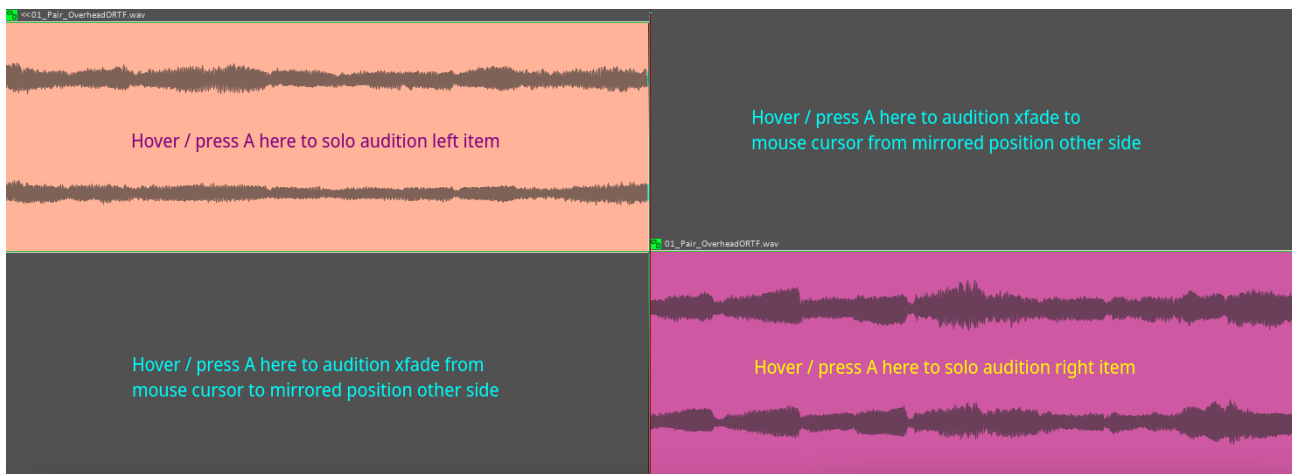 <<01_Pair_OverheadORTF.wav
Hover / press A here to solo audition left item
Hover / press A here to audition xfade to
mouse cursor from mirrored position other side
01_Pair_OverheadORTF.wav
Hover / press A here to audition xfade from
mouse cursor to mirrored position other side
Hover / press A here to solo audition right item